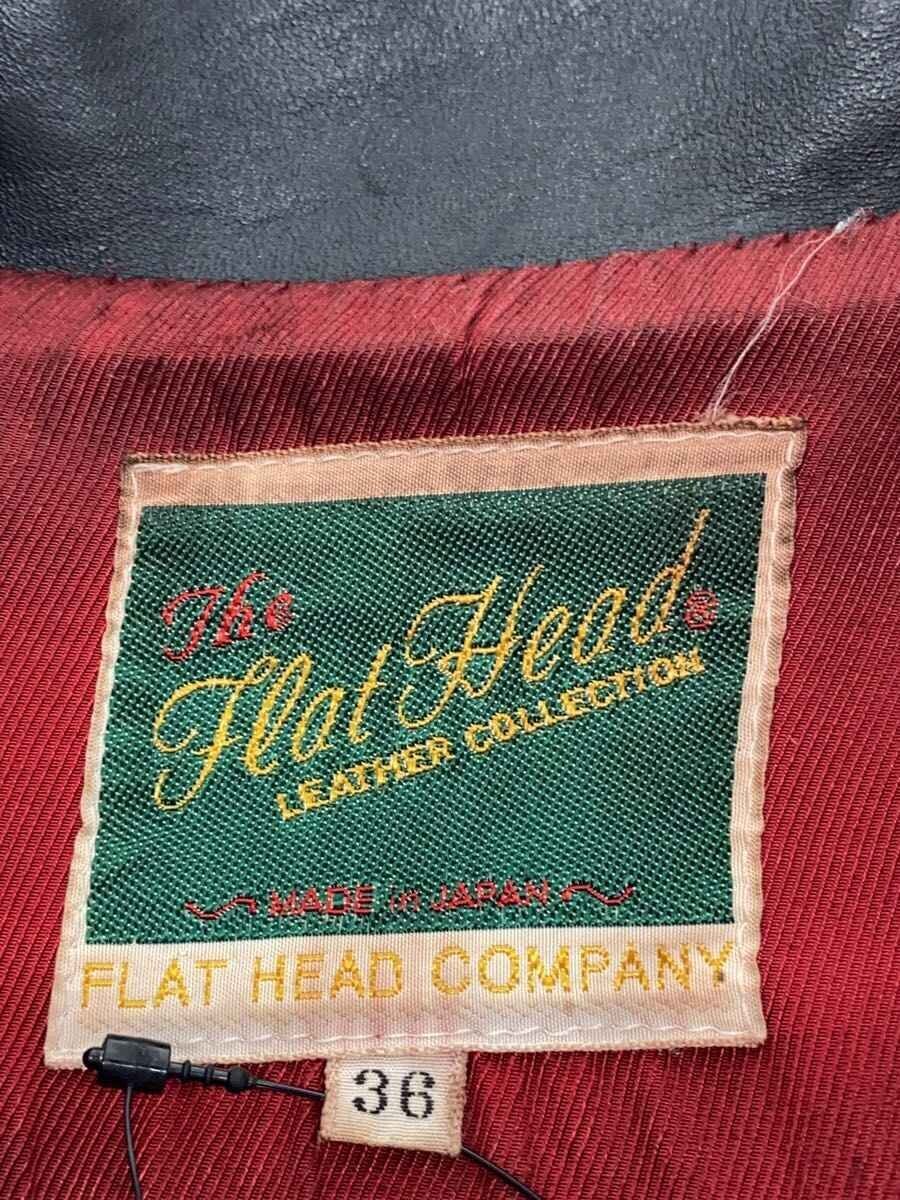 The
Flat Head®
LEATHER COLLECTION
MADE in JAPAN
FLAT HEAD COMPANY
36